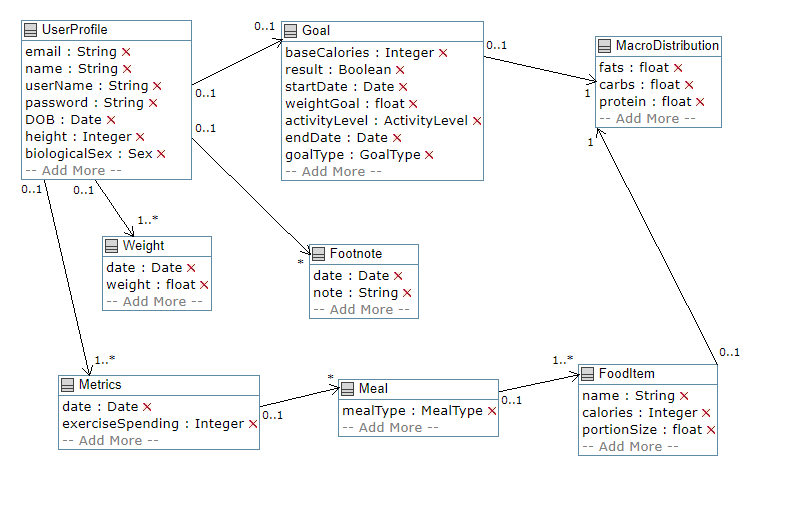 UserProfile
email : String ✕
name : String ✕
userName : String ✕
password : String ✕
DOB : Date ✕
height : Integer ✕
biologicalSex : Sex ✕
-- Add More --
0..1
0..1
Goal
baseCalories : Integer ✕
result : Boolean ✕
startDate : Date ✕
weightGoal : float ✕
activityLevel : ActivityLevel ✕
endDate : Date ✕
goalType : GoalType ✕
-- Add More --
0..1
1
MacroDistribution
fats : float ✕
carbs : float ✕
protein : float ✕
-- Add More --
0..1
*
1
0..1
0..1
1..*
Weight
date : Date ✕
weight : float ✕
-- Add More --
Footnote
date : Date ✕
note : String ✕
-- Add More --
1..*
Metrics
date : Date ✕
exerciseSpending : Integer ✕
-- Add More --
0..1
*
Meal
mealType : MealType ✕
-- Add More --
0..1
1..*
0..1
FoodItem
name : String ✕
calories : Integer ✕
portionSize : float ✕
-- Add More --